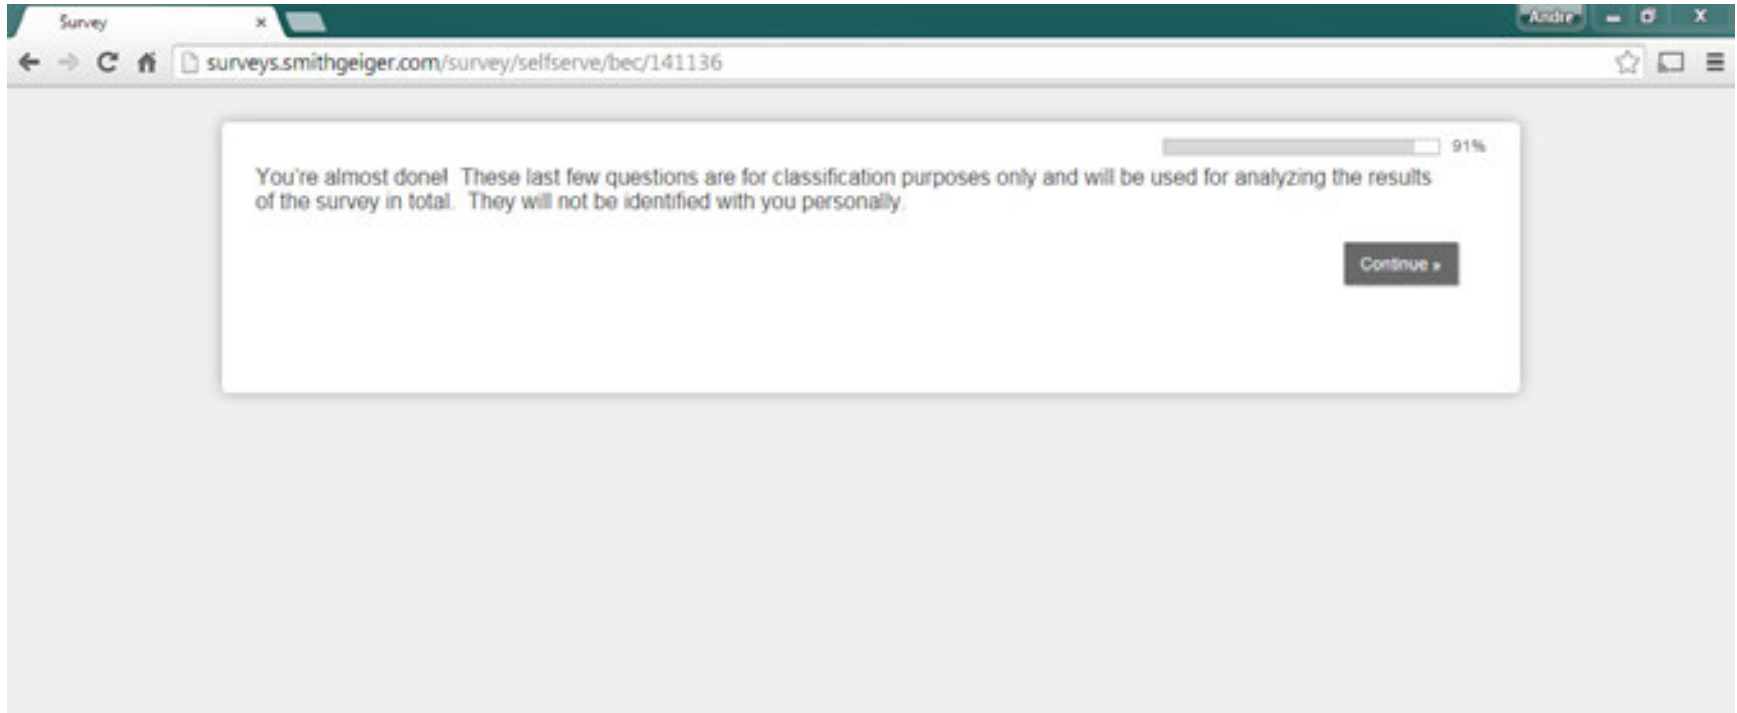 Survey
Andre
surveys.smithgeiger.com/survey/selfserve/bec/141136
91%
You're almost done! These last few questions are for classification purposes only and will be used for analyzing the results
of the survey in total. They will not be identified with you personally.
Continue »